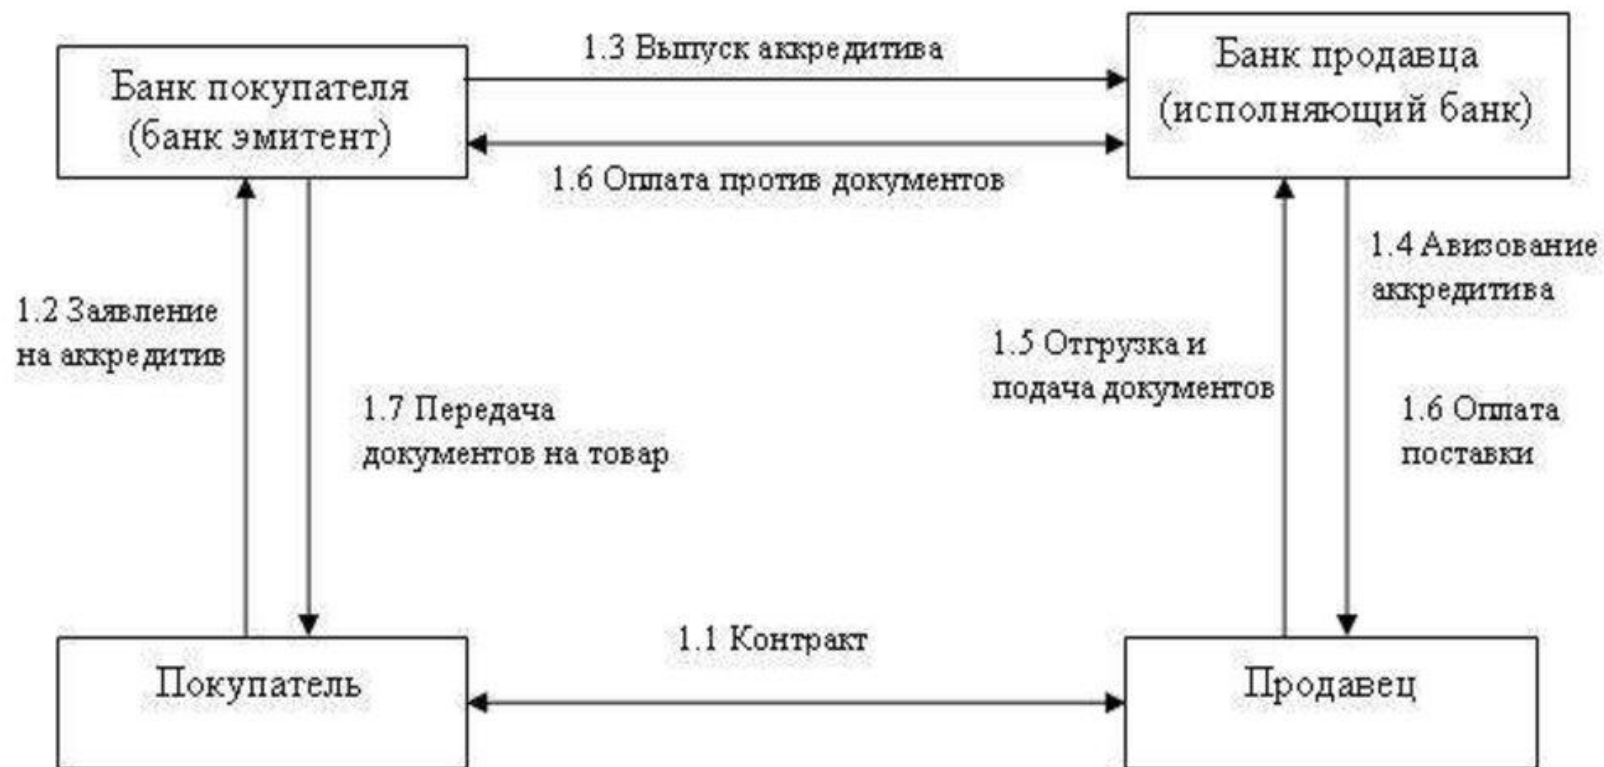 1.3 Выпуск аккредитива
Банк покупателя
(банк эмитент)
Банк продавца
(исполняющий банк)
1.6 Оплата против документов
1.4 Авизование
аккредитива
1.2 Заявление
на аккредитив
1.5 Отгрузка и
подача документов
1.7 Передача
документов на товар
1.6 Оплата
поставки
1.1 Контракт
Покупатель
Продавец